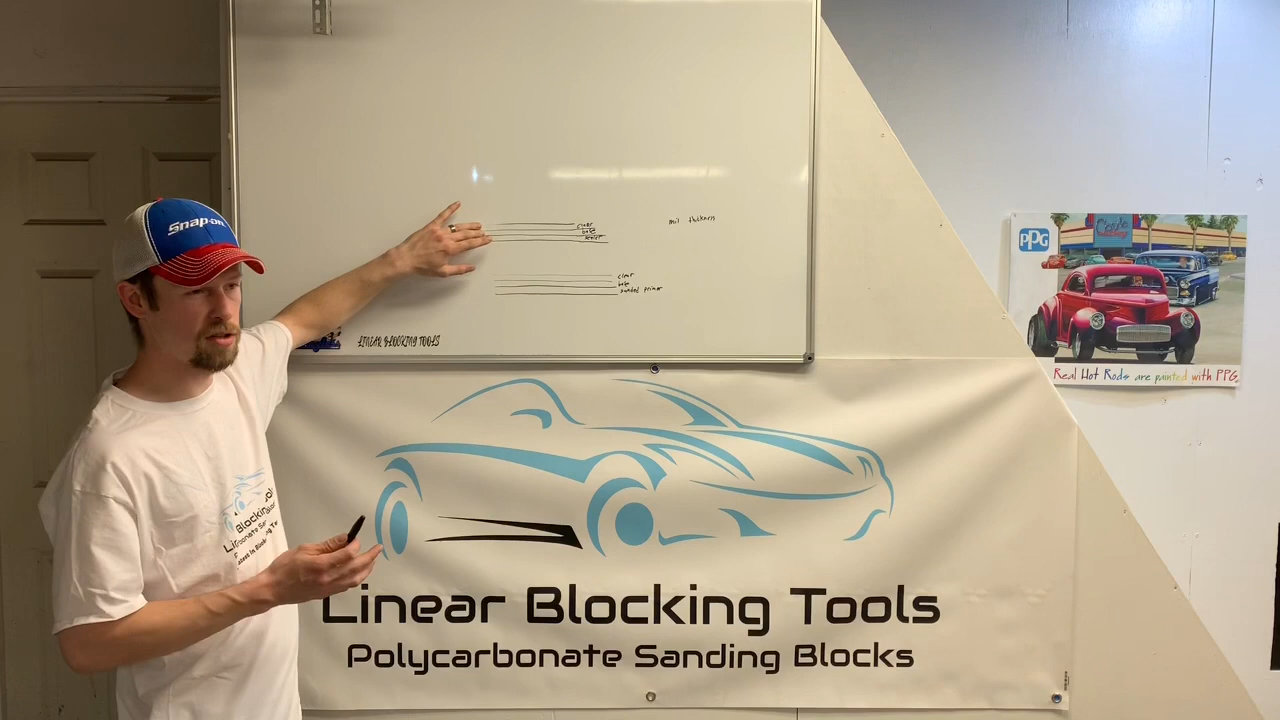 Snap-on
clear
base
sealer
mil thickness
clear
base
sanded primer
LINEAR BLOCKING TOOLS
PPG
Real Hot Rods are painted with PPG.
Linear Blocking Tools
Polycarbonate Sanding Blocks